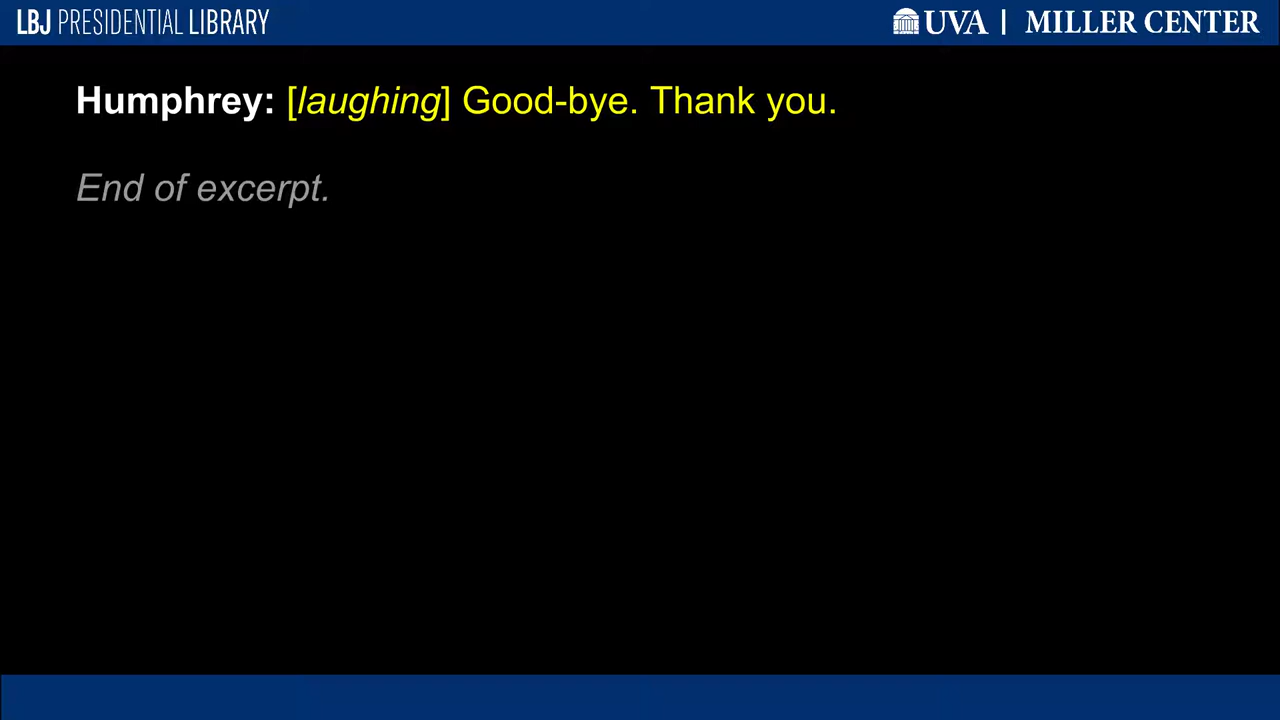 LBJ PRESIDENTIAL LIBRARY
UVA | MILLER CENTER
Humphrey: [laughing] Good-bye. Thank you.
End of excerpt.